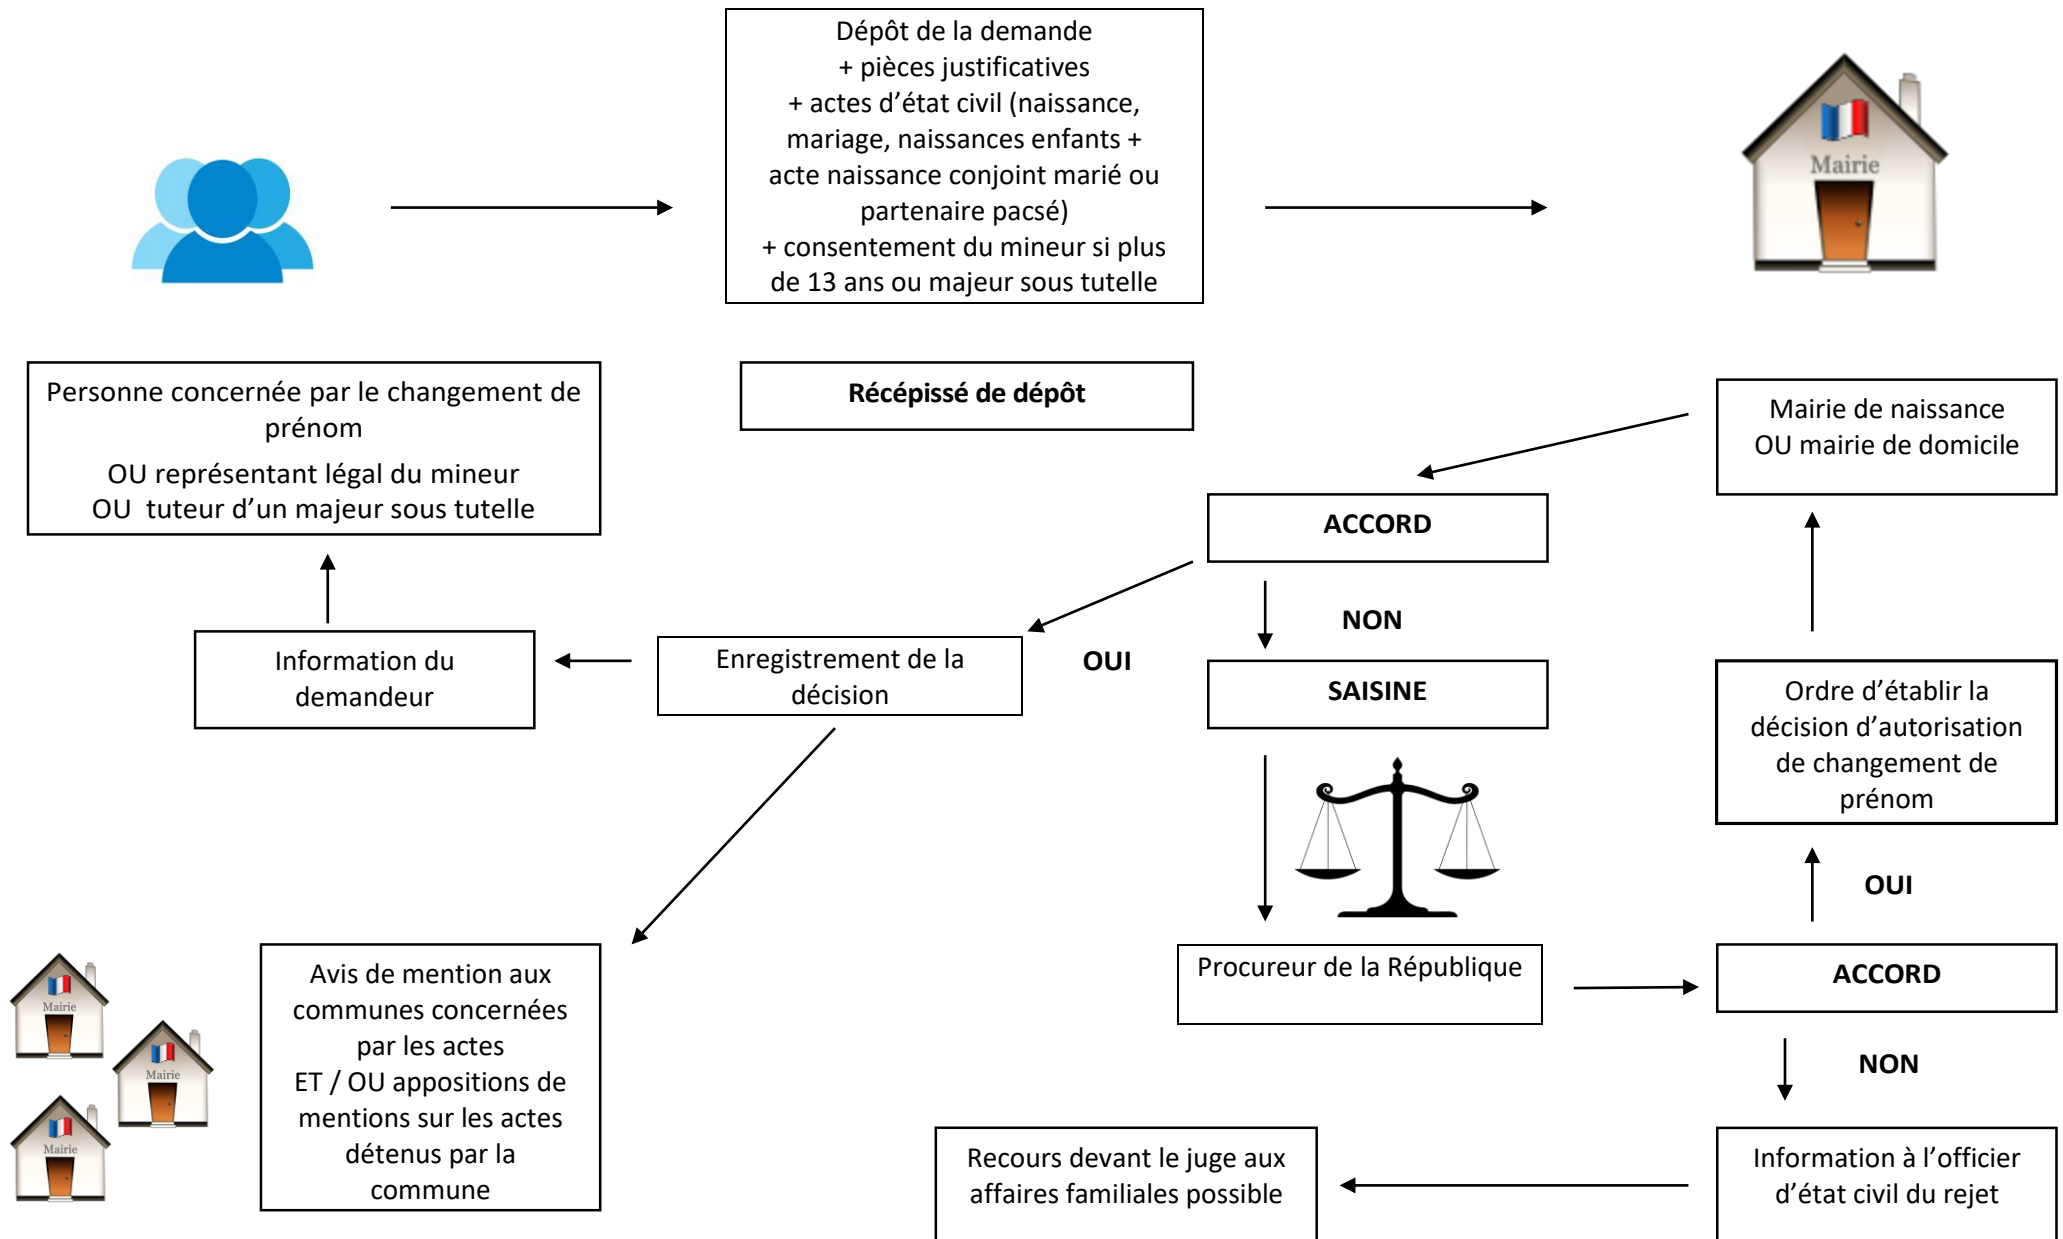 Dépôt de la demande
+ pièces justificatives
+ actes d’état civil (naissance,
mariage, naissances enfants +
acte naissance conjoint marié ou
partenaire pacsé)
+ consentement du mineur si plus
de 13 ans ou majeur sous tutelle
Mairie
Personne concernée par le changement de
prénom
OU représentant légal du mineur
OU tuteur d’un majeur sous tutelle
Récépissé de dépôt
Mairie de naissance
OU mairie de domicile
ACCORD
NON
OUI
Information du
demandeur
Enregistrement de la
décision
SAISINE
Ordre d’établir la
décision d’autorisation
de changement de
prénom
OUI
Procureur de la République
ACCORD
NON
Mairie
Mairie
Mairie
Avis de mention aux
communes concernées
par les actes
ET / OU appositions de
mentions sur les actes
détenus par la
commune
Recours devant le juge aux
affaires familiales possible
Information à l’officier
d’état civil du rejet